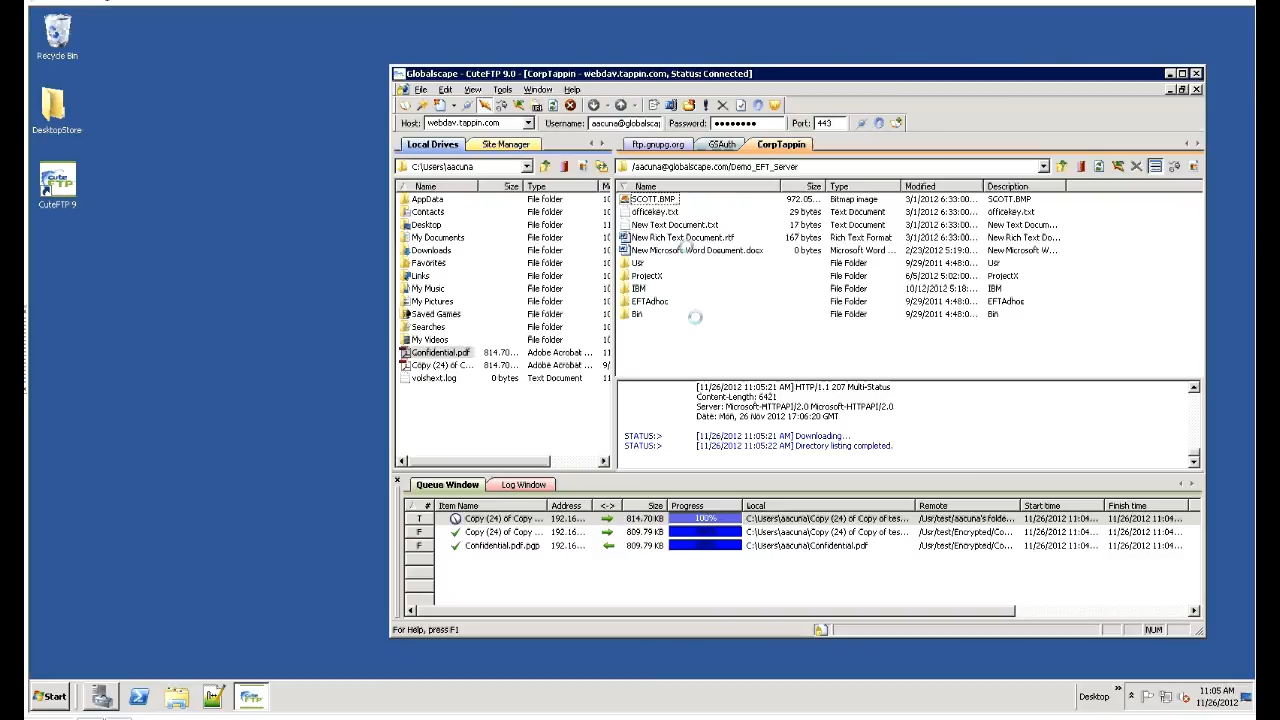 Recycle Bin
DesktopStore
CuteFTP 9
Globalscape - CuteFTP 9.0 - [CorpTappin - webdav.tappin.com, Status: Connected]
File Edit View Tools Window Help
Host: webdav.tappin.com Username: aacuna@globalsca Password: ●●●●●●●● Port: 443
Local Drives Site Manager ftp.gnupg.org GSAuth CorpTappin
C:\Users\aacuna /aacuna@globalscape.com/Demo_EFT_Server
Name Size Type M Name Size Type Modified Description
AppData File folder 10 SCOTT.BMP 972.05... Bitmap image 3/1/2012 6:33:00... SCOTT.BMP
Contacts File folder 10 officekey.txt 29 bytes Text Document 3/1/2012 6:33:00... officekey.txt
Desktop File folder 10 New Text Document.txt 17 bytes Text Document 3/1/2012 6:33:00... New Text Docum...
My Documents File folder 10 New Rich Text Document.rtf 167 bytes Rich Text Format 3/1/2012 6:33:00... New Rich Text Do...
Downloads File folder 10 New Microsoft Word Document.docx 0 bytes Microsoft Word ... 2/23/2012 5:39:0... New Microsoft W...
Favorites File folder 10 Usr File Folder 9/29/2011 4:48:0... Usr
Links File folder 10 ProjectX File Folder 6/5/2012 5:02:00... ProjectX
My Music File folder 10 IBM File Folder 10/12/2012 5:18:... IBM
My Pictures File folder 10 EFTAdhoc File Folder 9/29/2011 4:48:0... EFTAdhoc
Saved Games File folder 10 Bin File Folder 9/29/2011 4:48:0... Bin
Searches File folder 10
My Videos File folder 10
Confidential.pdf 814.70... Adobe Acrobat ... 11
Copy (24) of C... 814.70... Adobe Acrobat ... 9/
volshext.log 0 bytes Text Document 11
[11/26/2012 11:05:21 AM] HTTP/1.1 207 Multi-Status
Content-Length: 6421
Server: Microsoft-HTTPAPI/2.0 Microsoft-HTTPAPI/2.0
Date: Mon, 26 Nov 2012 17:06:20 GMT
STATUS:> [11/26/2012 11:05:21 AM] Downloading...
STATUS:> [11/26/2012 11:05:22 AM] Directory listing completed.
Queue Window Log Window
# Item Name Address <-> Size Progress Local Remote Start time Finish time
T Copy (24) of Copy ... 192.16... 814.70 KB 100% C:\Users\aacuna\Copy (24) of Copy of tes... /Usr/test/aacuna's folde... 11/26/2012 11:04... 11/26/2012 11:04...
F Copy (24) of Copy ... 192.16... 809.79 KB C:\Users\aacuna\Copy (24) of Copy of tes... /Usr/test/Encrypted/Co... 11/26/2012 11:04... 11/26/2012 11:04...
F Confidential.pdf.pgp 192.16... 809.79 KB C:\Users\aacuna\Confidential.pdf /Usr/test/Encrypted/Co... 11/26/2012 11:04... 11/26/2012 11:04...
For Help, press F1 NUM
Start Desktop » 11:05 AM
11/26/2012